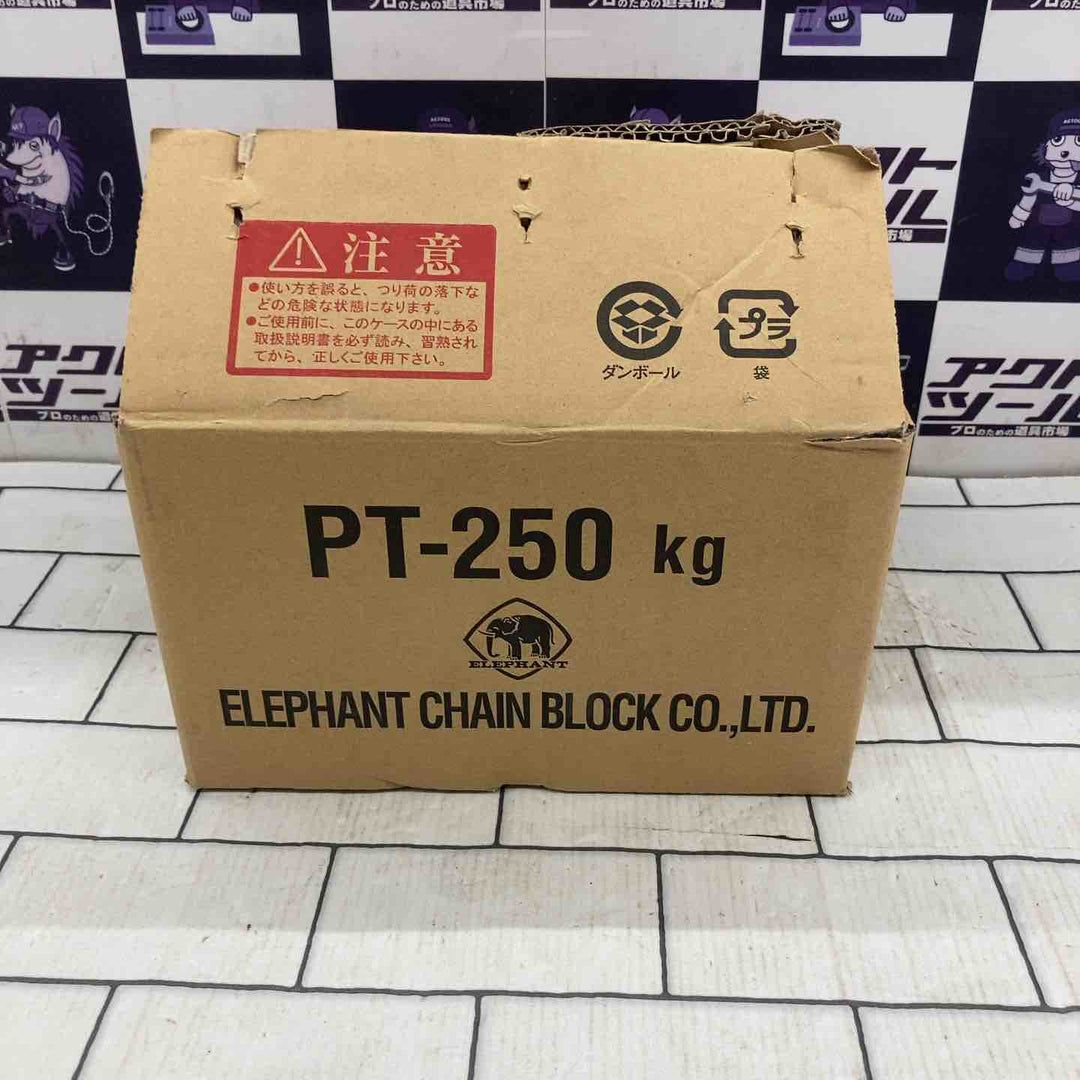 プロのための道具市場
プロのための道具市場
注意
●使い方を誤ると、つり荷の落下な
どの危険な状態になります。
●ご使用前に、このケースの中にある
取扱説明書を必ず読み、習熟され
てから、正しくご使用下さい。
ダンボール
プラ
袋
アクト
ツール
市場
アクト
ツール
プロのための道
アクト
ツール
プロのための道具市場
PT-250 kg
ELEPHANT
ELEPHANT CHAIN BLOCK CO.,LTD.